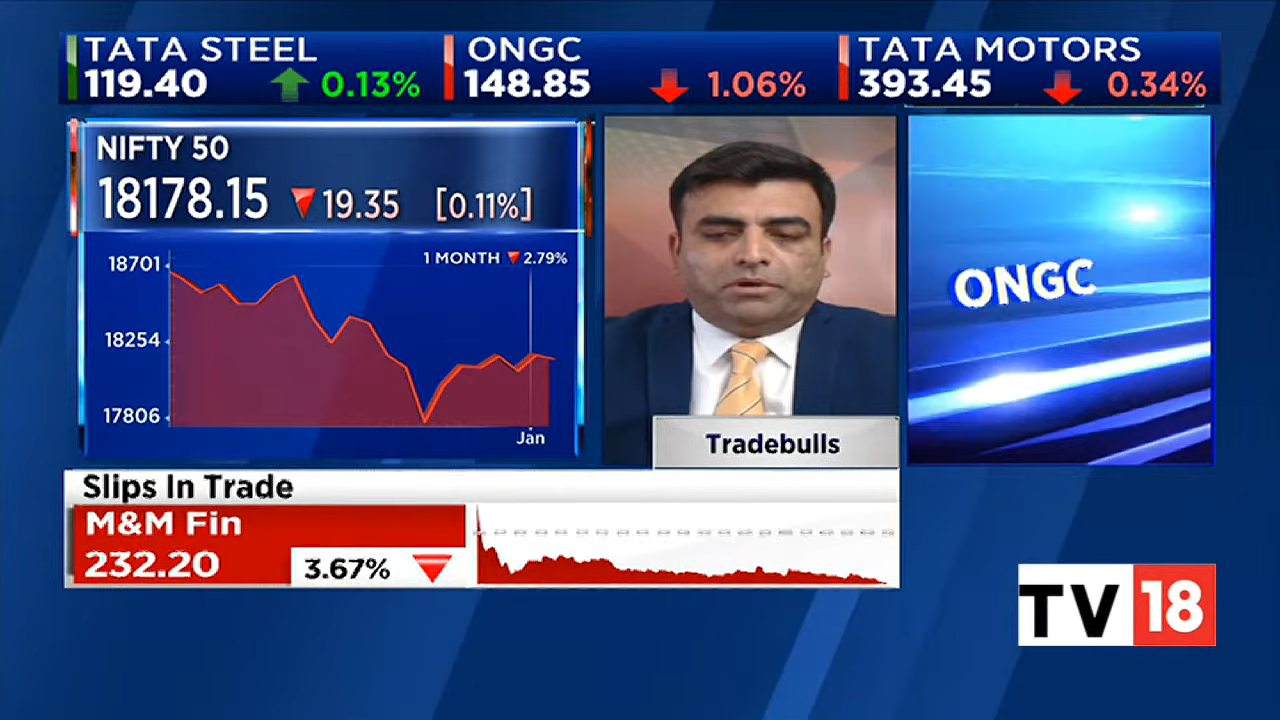 TATA STEEL
119.40 0.13%
ONGC
148.85 1.06%
TATA MOTORS
393.45 0.34%
NIFTY 50
18178.15 19.35 [0.11%]
1 MONTH 2.79%
18701
18254
17806
Jan
Tradebulls
ONGC
Slips In Trade
M&M Fin
232.20 3.67%
TV 18